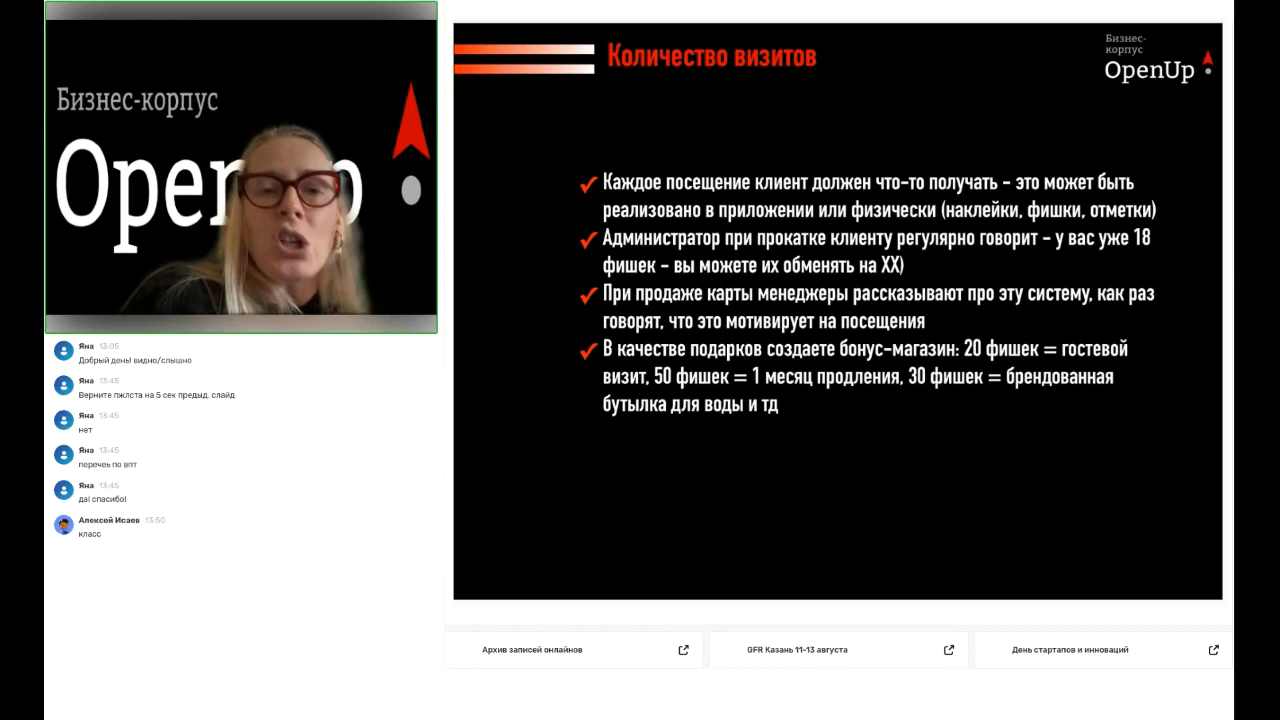 Бизнес-корпус
Количество визитов
Бизнес-
корпус
OpenUp
Каждое посещение клиент должен что-то получать - это может быть
реализовано в приложении или физически (наклейки, фишки, отметки)
Администратор при прокатке клиенту регулярно говорит - у вас уже 18
фишек - вы можете их обменять на ХХ)
При продаже карты менеджеры рассказывают про эту систему, как раз
говорят, что это мотивирует на посещения
В качестве подарков создаете бонус-магазин: 20 фишек = гостевой
визит, 50 фишек = 1 месяц продления, 30 фишек = брендованная
бутылка для воды и тд
Яна 13:05
Добрый день! видно/слышно
Яна 13:45
Верните пжлста на 5 сек предыд. слайд
Яна 13:45
нет
Яна 13:45
перечеь по впт
Яна 13:45
да! спасибо!
Алексей Исаев 13:50
класс
Архив записей онлайнов
GFR Казань 11-13 августа
День стартапов и инноваций